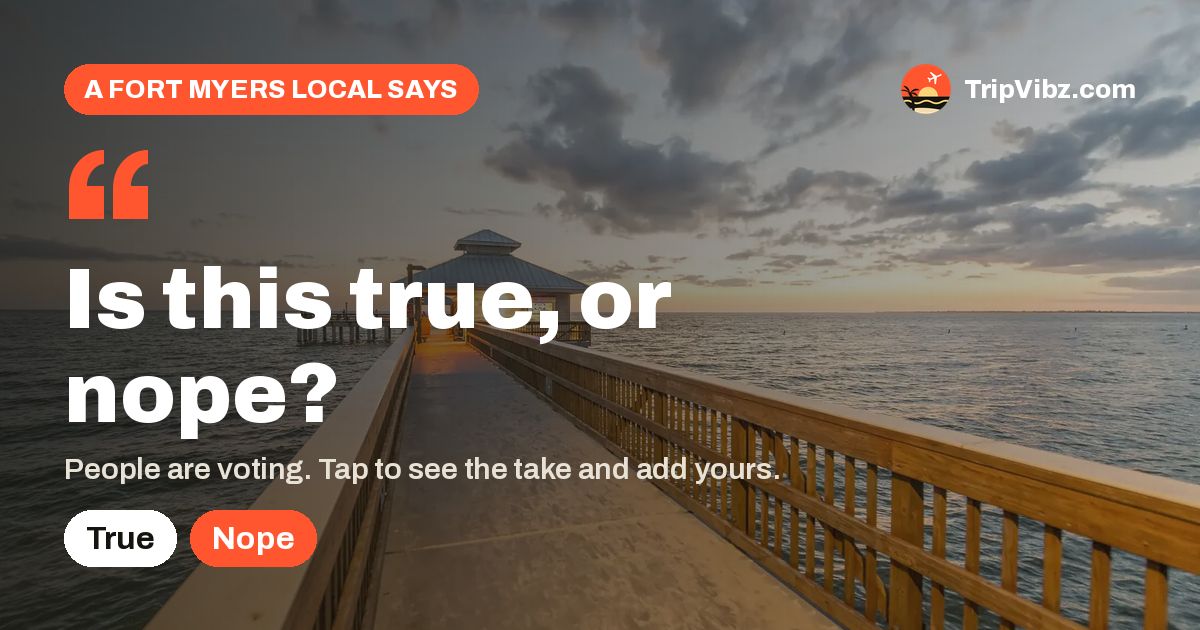 A FORT MYERS LOCAL SAYS
TripVibz.com
“
Is this true, or
nope?
People are voting. Tap to see the take and add yours.
True
Nope